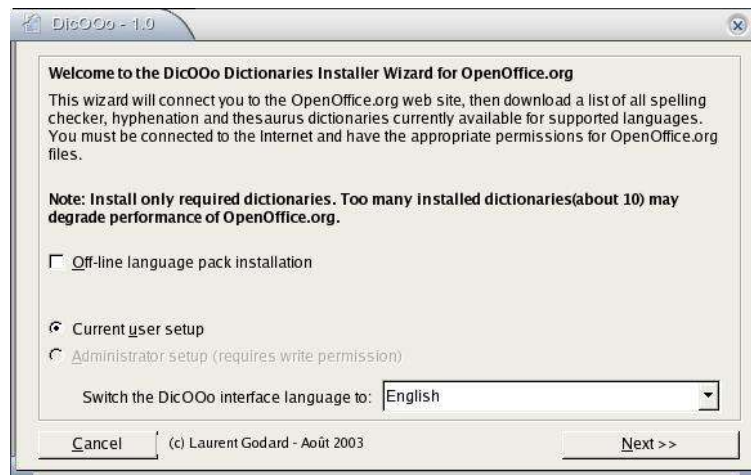 DicOOo - 1.0
Welcome to the DicOOo Dictionaries Installer Wizard for OpenOffice.org
This wizard will connect you to the OpenOffice.org web site, then download a list of all spelling
checker, hyphenation and thesaurus dictionaries currently available for supported languages.
You must be connected to the Internet and have the appropriate permissions for OpenOffice.org
files.
Note: Install only required dictionaries. Too many installed dictionaries(about 10) may
degrade performance of OpenOffice.org.
Off-line language pack installation
Current user setup
Administrator setup (requires write permission)
Switch the DicOOo interface language to: English
Cancel (c) Laurent Godard - Août 2003 Next >>